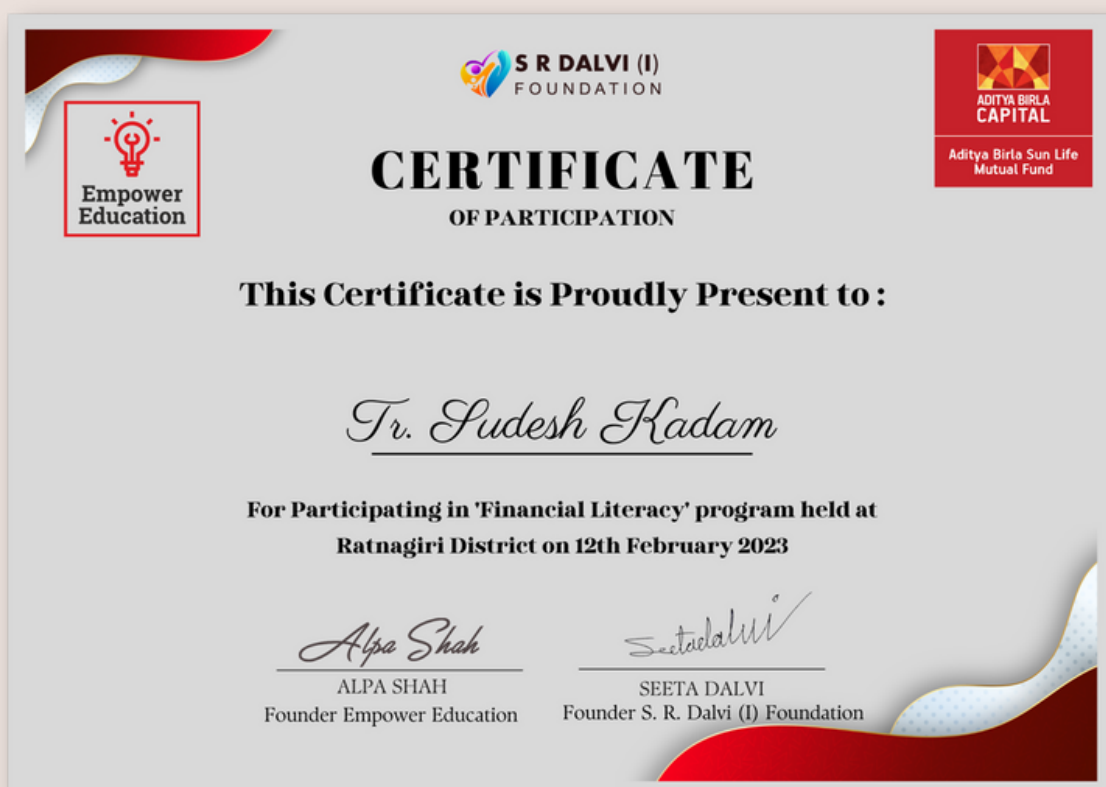 S R DALVI (I)
FOUNDATION
ADITYA BIRLA
CAPITAL
Aditya Birla Sun Life
Mutual Fund
Empower
Education
CERTIFICATE
OF PARTICIPATION
This Certificate is Proudly Present to :
Tr. Sudesh Kadam
For Participating in 'Financial Literacy' program held at
Ratnagiri District on 12th February 2023
Alpa Shah
Seetadalvi
ALPA SHAH
Founder Empower Education
SEETA DALVI
Founder S. R. Dalvi (I) Foundation